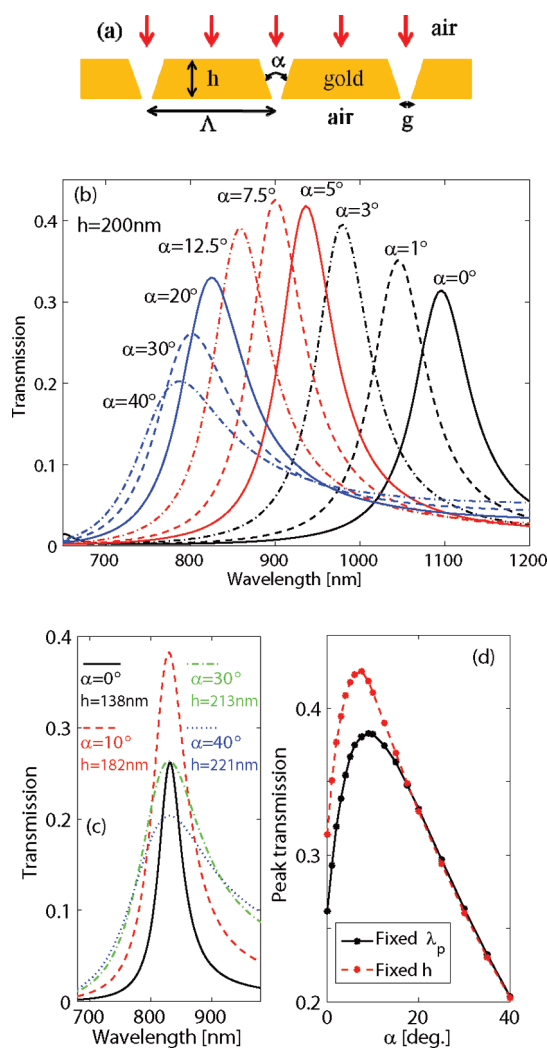 (a)
air
α
h
gold
Λ
air
g
(b)
h=200nm
α=7.5°
α=5°
α=3°
α=12.5°
α=1°
α=0°
α=20°
α=30°
α=40°
0.4
0.3
0.2
0.1
0
Transmission
700 800 900 1000 1100 1200
Wavelength [nm]
0.4
0.3
0.2
0.1
0
Transmission
α=0°
h=138nm
α=30°
h=213nm
α=10°
h=182nm
α=40°
h=221nm
(c)
700 800 900
Wavelength [nm]
(d)
0.4
0.3
0.2
Peak transmission
Fixed λp
Fixed h
0 20 40
α [deg.]